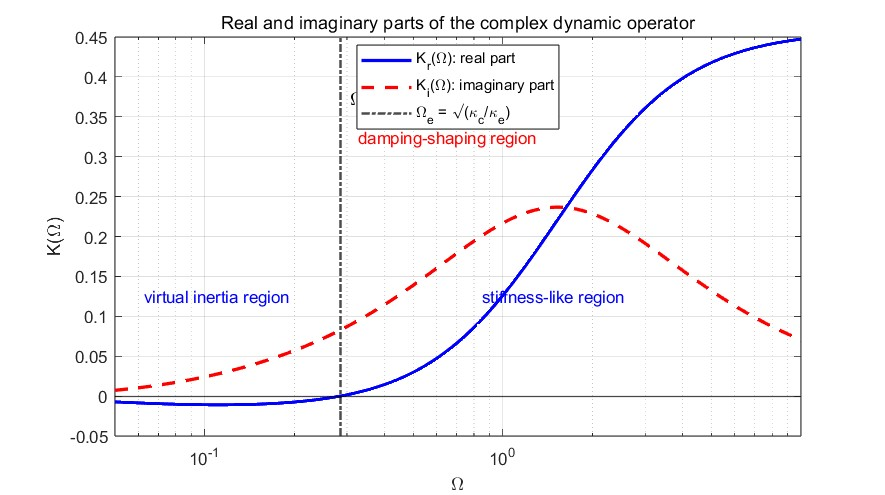 Real and imaginary parts of the complex dynamic operator
0.45
0.4
0.35
0.3
0.25
0.2
0.15
0.1
0.05
0
-0.05
K(Ω)
K_r(Ω): real part
K_i(Ω): imaginary part
Ω_e = √(κ_c/κ_e)
damping-shaping region
virtual inertia region
stiffness-like region
10^-1
10^0
Ω